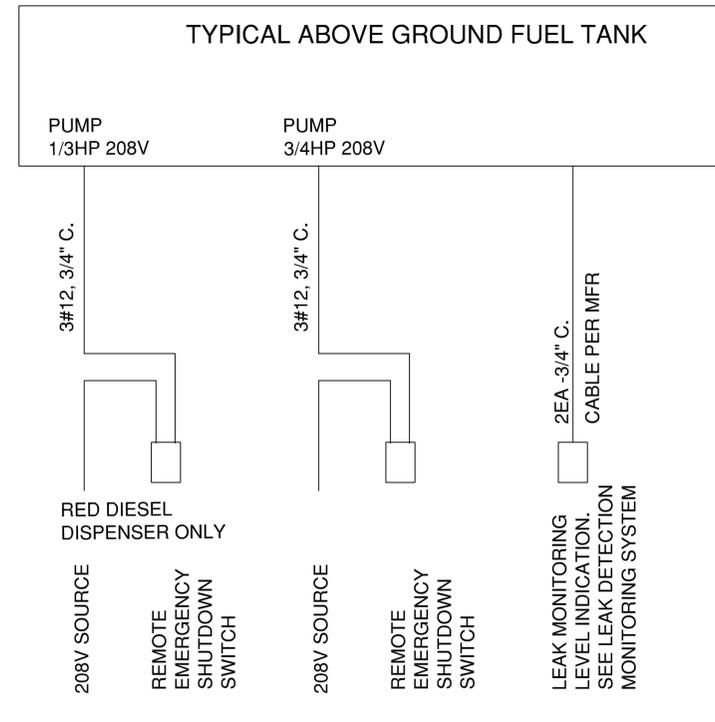 TYPICAL ABOVE GROUND FUEL TANK
PUMP
1/3HP 208V
PUMP
3/4HP 208V
3#12, 3/4" C.
3#12, 3/4" C.
2EA -3/4" C.
CABLE PER MFR
RED DIESEL
DISPENSER ONLY
208V SOURCE
REMOTE
EMERGENCY
SHUTDOWN
SWITCH
208V SOURCE
REMOTE
EMERGENCY
SHUTDOWN
SWITCH
LEAK MONITORING
LEVEL INDICATION.
SEE LEAK DETECTION
MONITORING SYSTEM